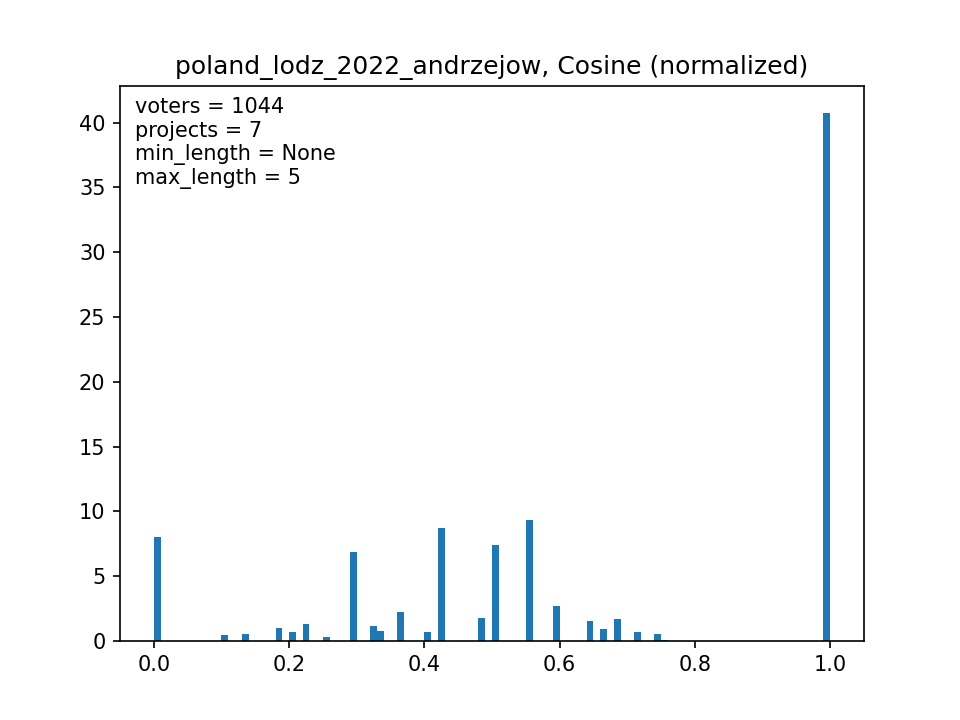 poland_lodz_2022_andrzejow, Cosine (normalized)
voters = 1044
projects = 7
min_length = None
max_length = 5
40
35
30
25
20
15
10
5
0
0.0 0.2 0.4 0.6 0.8 1.0